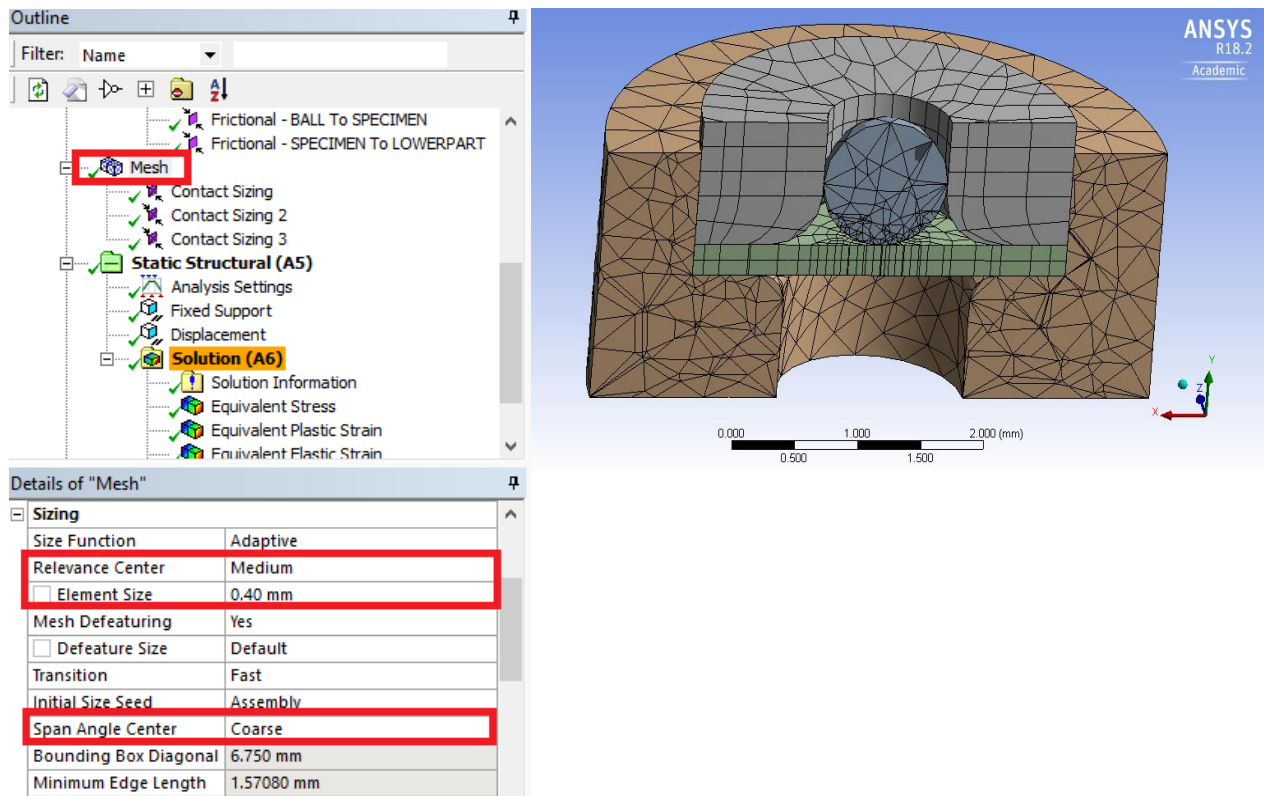 Outline
Filter: Name
Frictional - BALL To SPECIMEN
Frictional - SPECIMEN To LOWERPART
Mesh
Contact Sizing
Contact Sizing 2
Contact Sizing 3
Static Structural (A5)
Analysis Settings
Fixed Support
Displacement
Solution (A6)
Solution Information
Equivalent Stress
Equivalent Plastic Strain
Equivalent Elastic Strain
Details of "Mesh"
Sizing
Size Function Adaptive
Relevance Center Medium
Element Size 0.40 mm
Mesh Defeaturing Yes
Defeature Size Default
Transition Fast
Initial Size Seed Assembly
Span Angle Center Coarse
Bounding Box Diagonal 6.750 mm
Minimum Edge Length 1.57080 mm
ANSYS
R18.2
Academic
Y
Z
X
0.000 1.000 2.000 (mm)
0.500 1.500